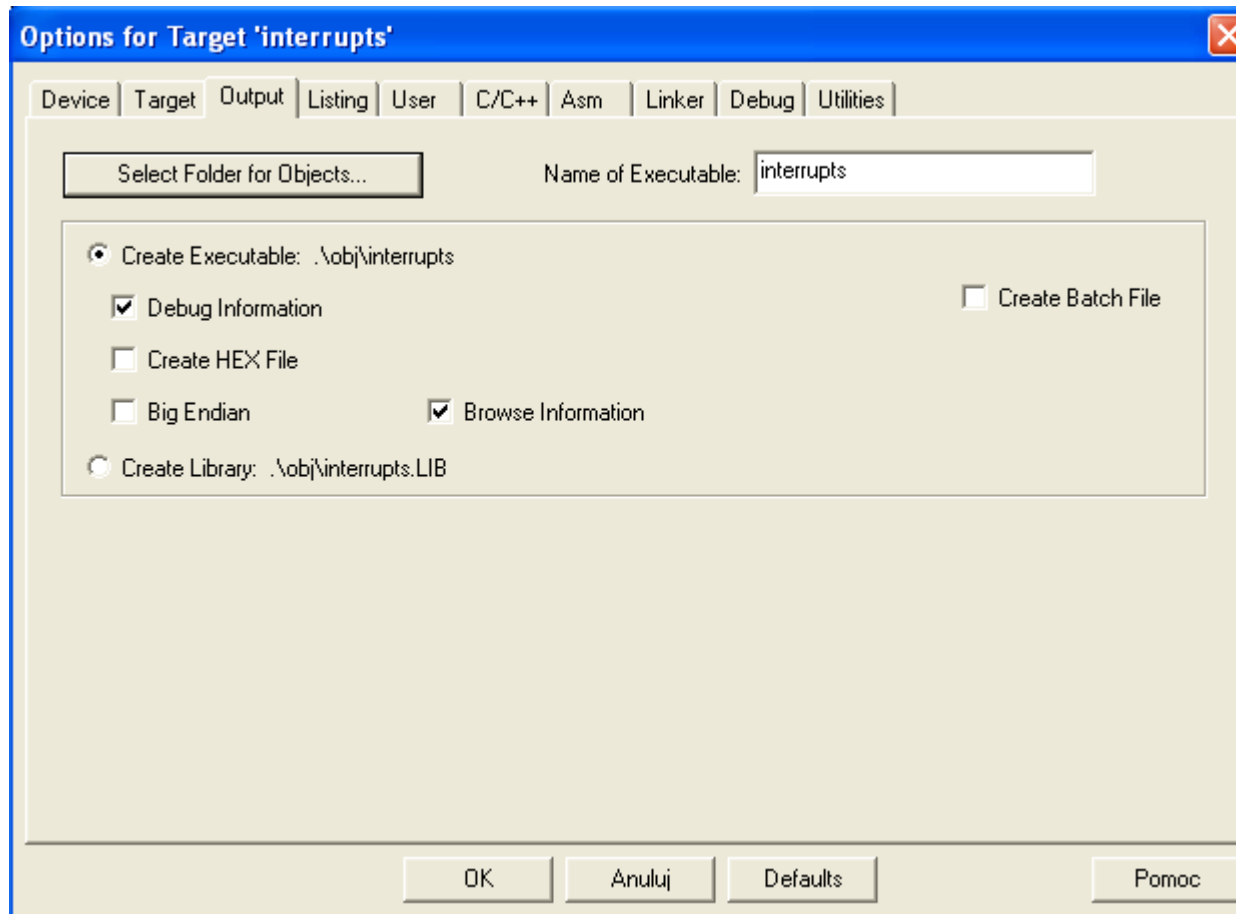 Options for Target 'interrupts'
Device Target Output Listing User C/C++ Asm Linker Debug Utilities
Select Folder for Objects... Name of Executable: interrupts
Create Executable: .\obj\interrupts
Debug Information Create Batch File
Create HEX File
Big Endian Browse Information
Create Library: .\obj\interrupts.LIB
OK Anuluj Defaults Pomoc